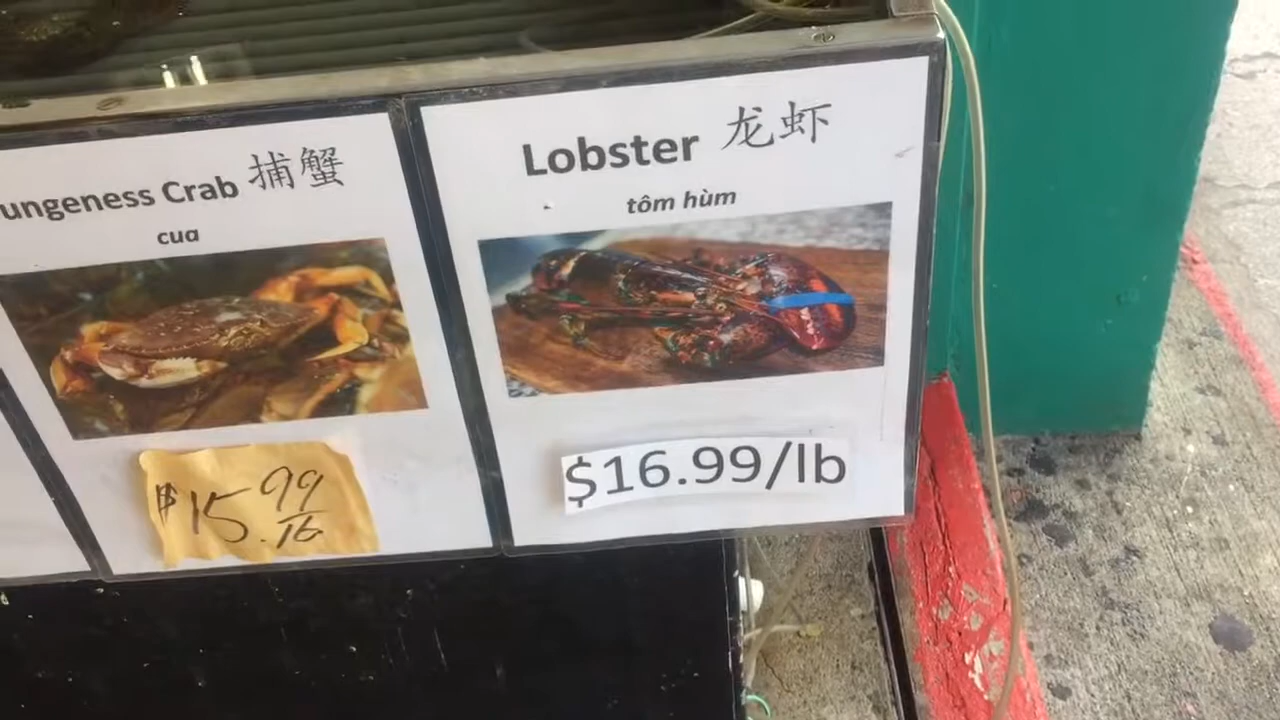 ungeness Crab 捕蟹
cua
$15.99/lb
Lobster 龙虾
tôm hùm
$16.99/lb